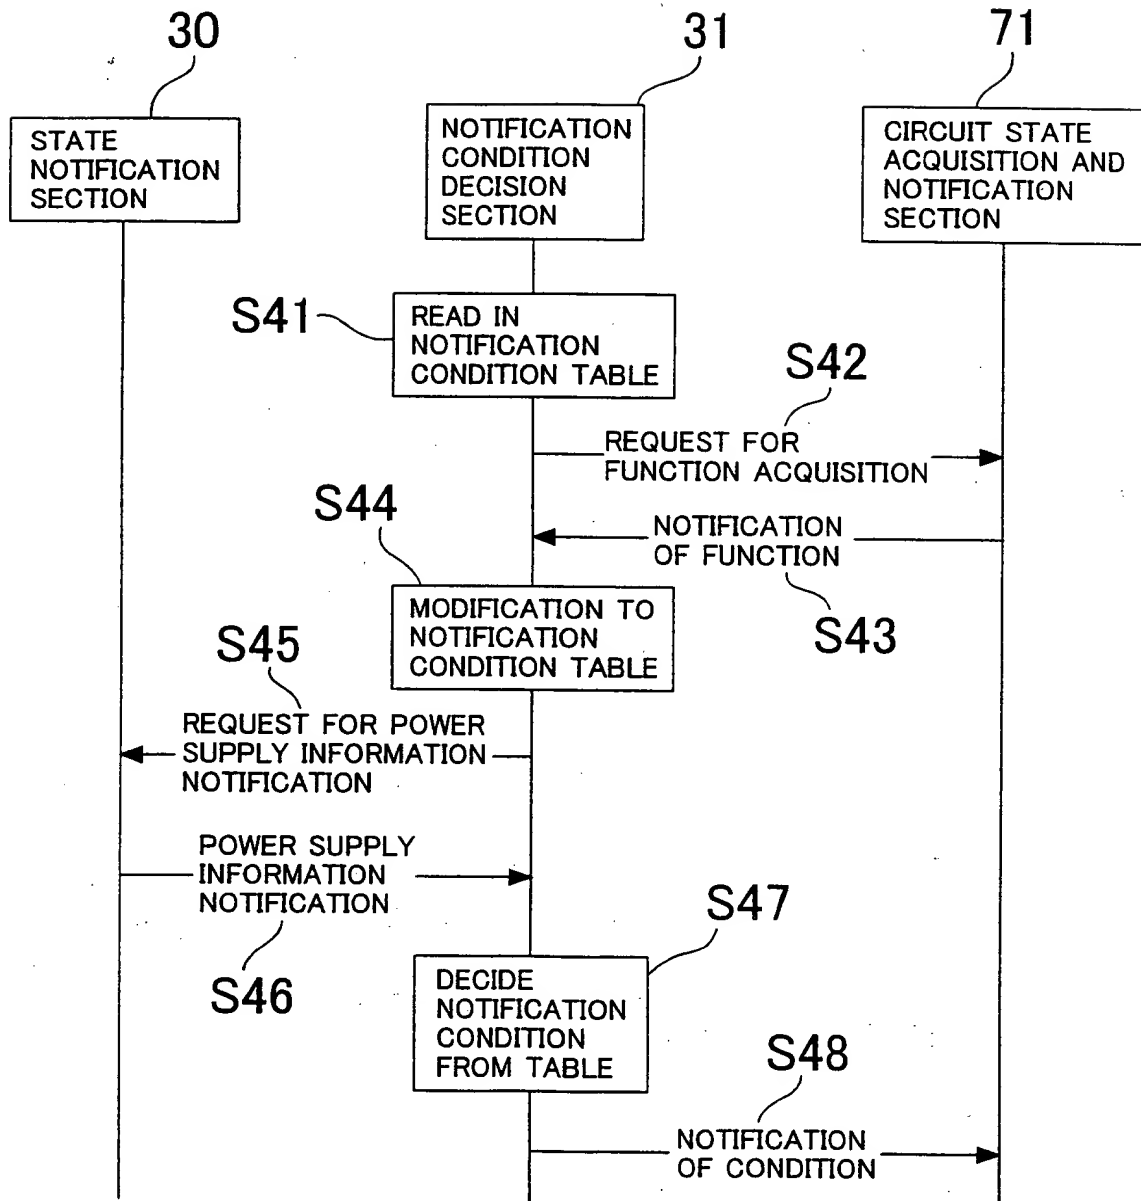 30
31
71
STATE
NOTIFICATION
SECTION
NOTIFICATION
CONDITION
DECISION
SECTION
CIRCUIT STATE
ACQUISITION AND
NOTIFICATION
SECTION
S41
READ IN
NOTIFICATION
CONDITION TABLE
S42
REQUEST FOR
FUNCTION ACQUISITION
NOTIFICATION
OF FUNCTION
S43
S44
MODIFICATION TO
NOTIFICATION
CONDITION TABLE
S45
REQUEST FOR POWER
SUPPLY INFORMATION
NOTIFICATION
POWER SUPPLY
INFORMATION
NOTIFICATION
S46
S47
DECIDE
NOTIFICATION
CONDITION
FROM TABLE
S48
NOTIFICATION
OF CONDITION